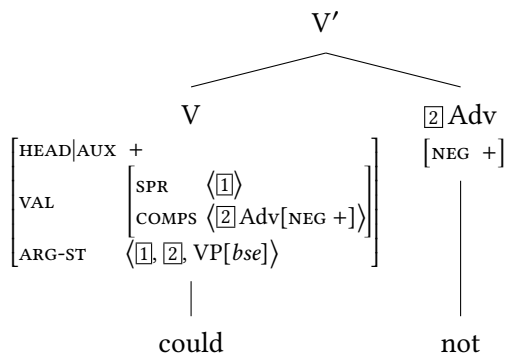 V′
V
[2] Adv
[HEAD|AUX +
[NEG +]
VAL [SPR ⟨[1]⟩
COMPS ⟨[2] Adv[NEG +]⟩]
ARG-ST ⟨[1], [2], VP[bse]⟩]
could not